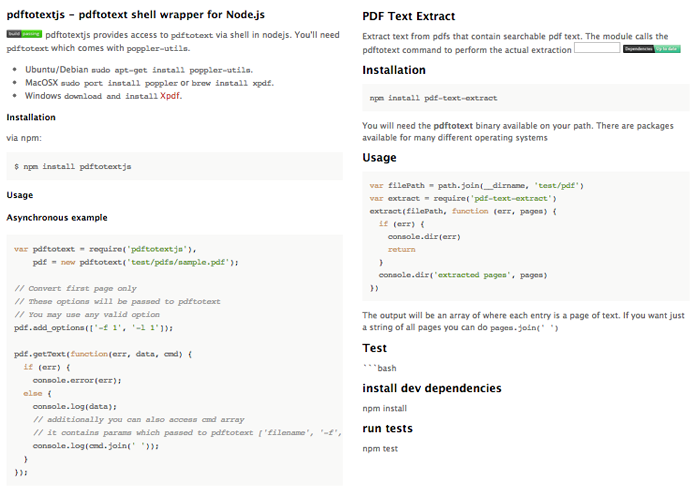 pdftotextjs - pdftotext shell wrapper for Node.js
build passing pdftotextjs provides access to pdftotext via shell in nodejs. You'll need
pdftotext which comes with poppler-utils.
Ubuntu/Debian sudo apt-get install poppler-utils.
MacOSX sudo port install poppler or brew install xpdf.
Windows download and install Xpdf.
Installation
via npm:
$ npm install pdftotextjs
Usage
Asynchronous example
var pdftotext = require('pdftotextjs'),
pdf = new pdftotext('test/pdfs/sample.pdf');
// Convert first page only
// These options will be passed to pdftotext
// You may use any valid option
pdf.add_options(['-f 1', '-l 1']);
pdf.getText(function(err, data, cmd) {
if (err) {
console.error(err);
else {
console.log(data);
// additionally you can also access cmd array
// it contains params which passed to pdftotext ['filename', '-f',
console.log(cmd.join(' '));
}
}
});
PDF Text Extract
Extract text from pdfs that contain searchable pdf text. The module calls the
pdftotext command to perform the actual extraction Dependencies Up to date
Installation
npm install pdf-text-extract
You will need the pdftotext binary available on your path. There are packages
available for many different operating systems
Usage
var filePath = path.join(__dirname, 'test/pdf')
var extract = require('pdf-text-extract')
extract(filePath, function (err, pages) {
if (err) {
console.dir(err)
return
}
console.dir('extracted pages', pages)
})
The output will be an array of where each entry is a page of text. If you want just
a string of all pages you can do pages.join(' ')
Test
```bash
install dev dependencies
npm install
run tests
npm test